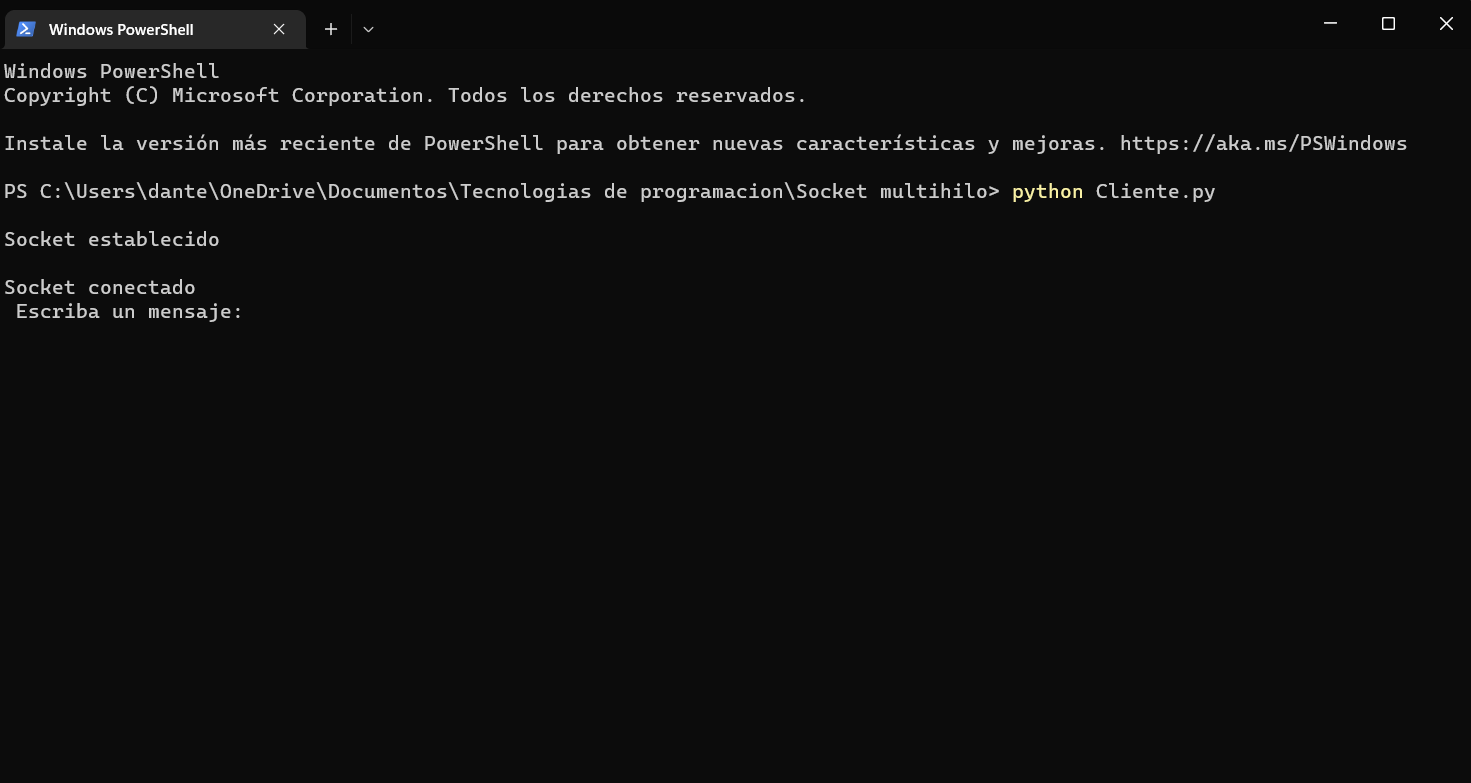 Windows PowerShell
Windows PowerShell
Copyright (C) Microsoft Corporation. Todos los derechos reservados.
Instale la versión más reciente de PowerShell para obtener nuevas características y mejoras. https://aka.ms/PSWindows
PS C:\Users\dante\OneDrive\Documentos\Tecnologias de programacion\Socket multihilo> python Cliente.py
Socket establecido
Socket conectado
Escriba un mensaje: